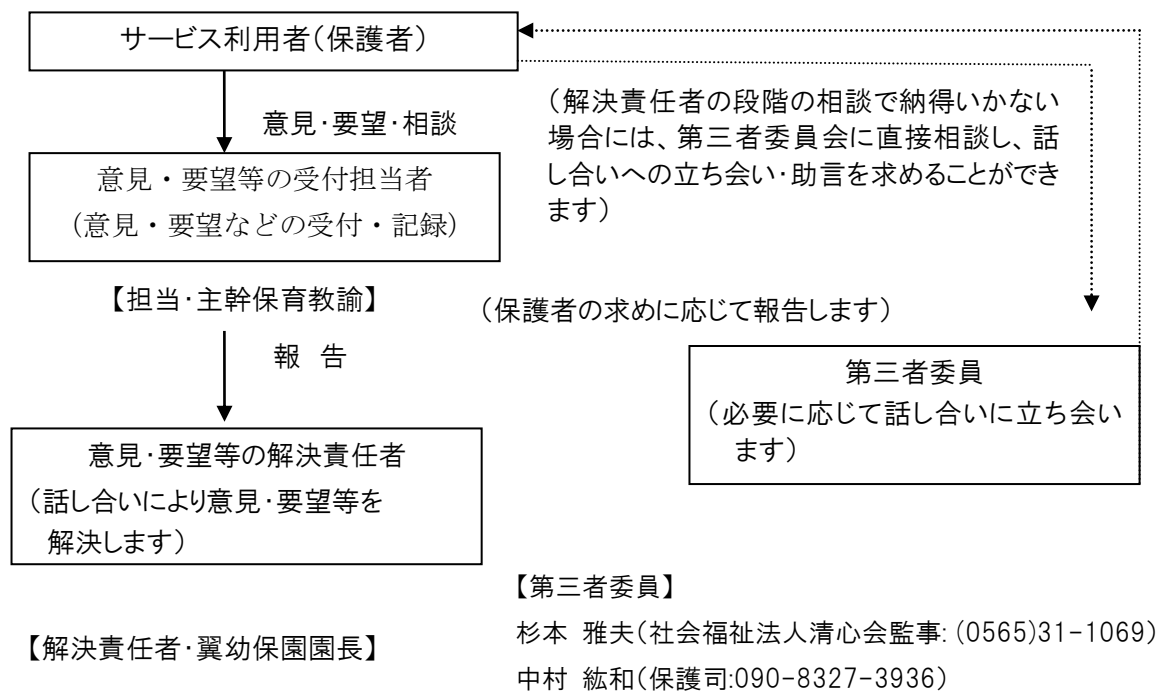 サービス利用者(保護者)
意見・要望・相談
(解決責任者の段階の相談で納得いかない
場合には、第三者委員会に直接相談し、話
し合いへの立ち会い・助言を求めることができ
ます)
意見・要望等の受付担当者
(意見・要望などの受付・記録)
【担当・主幹保育教諭】
(保護者の求めに応じて報告します)
報 告
第三者委員
(必要に応じて話し合いに立ち会い
ます)
意見・要望等の解決責任者
(話し合いにより意見・要望等を
解決します)
【解決責任者・翼幼保園園長】
【第三者委員】
杉本 雅夫(社会福祉法人清心会監事: (0565)31-1069)
中村 紘和(保護司:090-8327-3936)